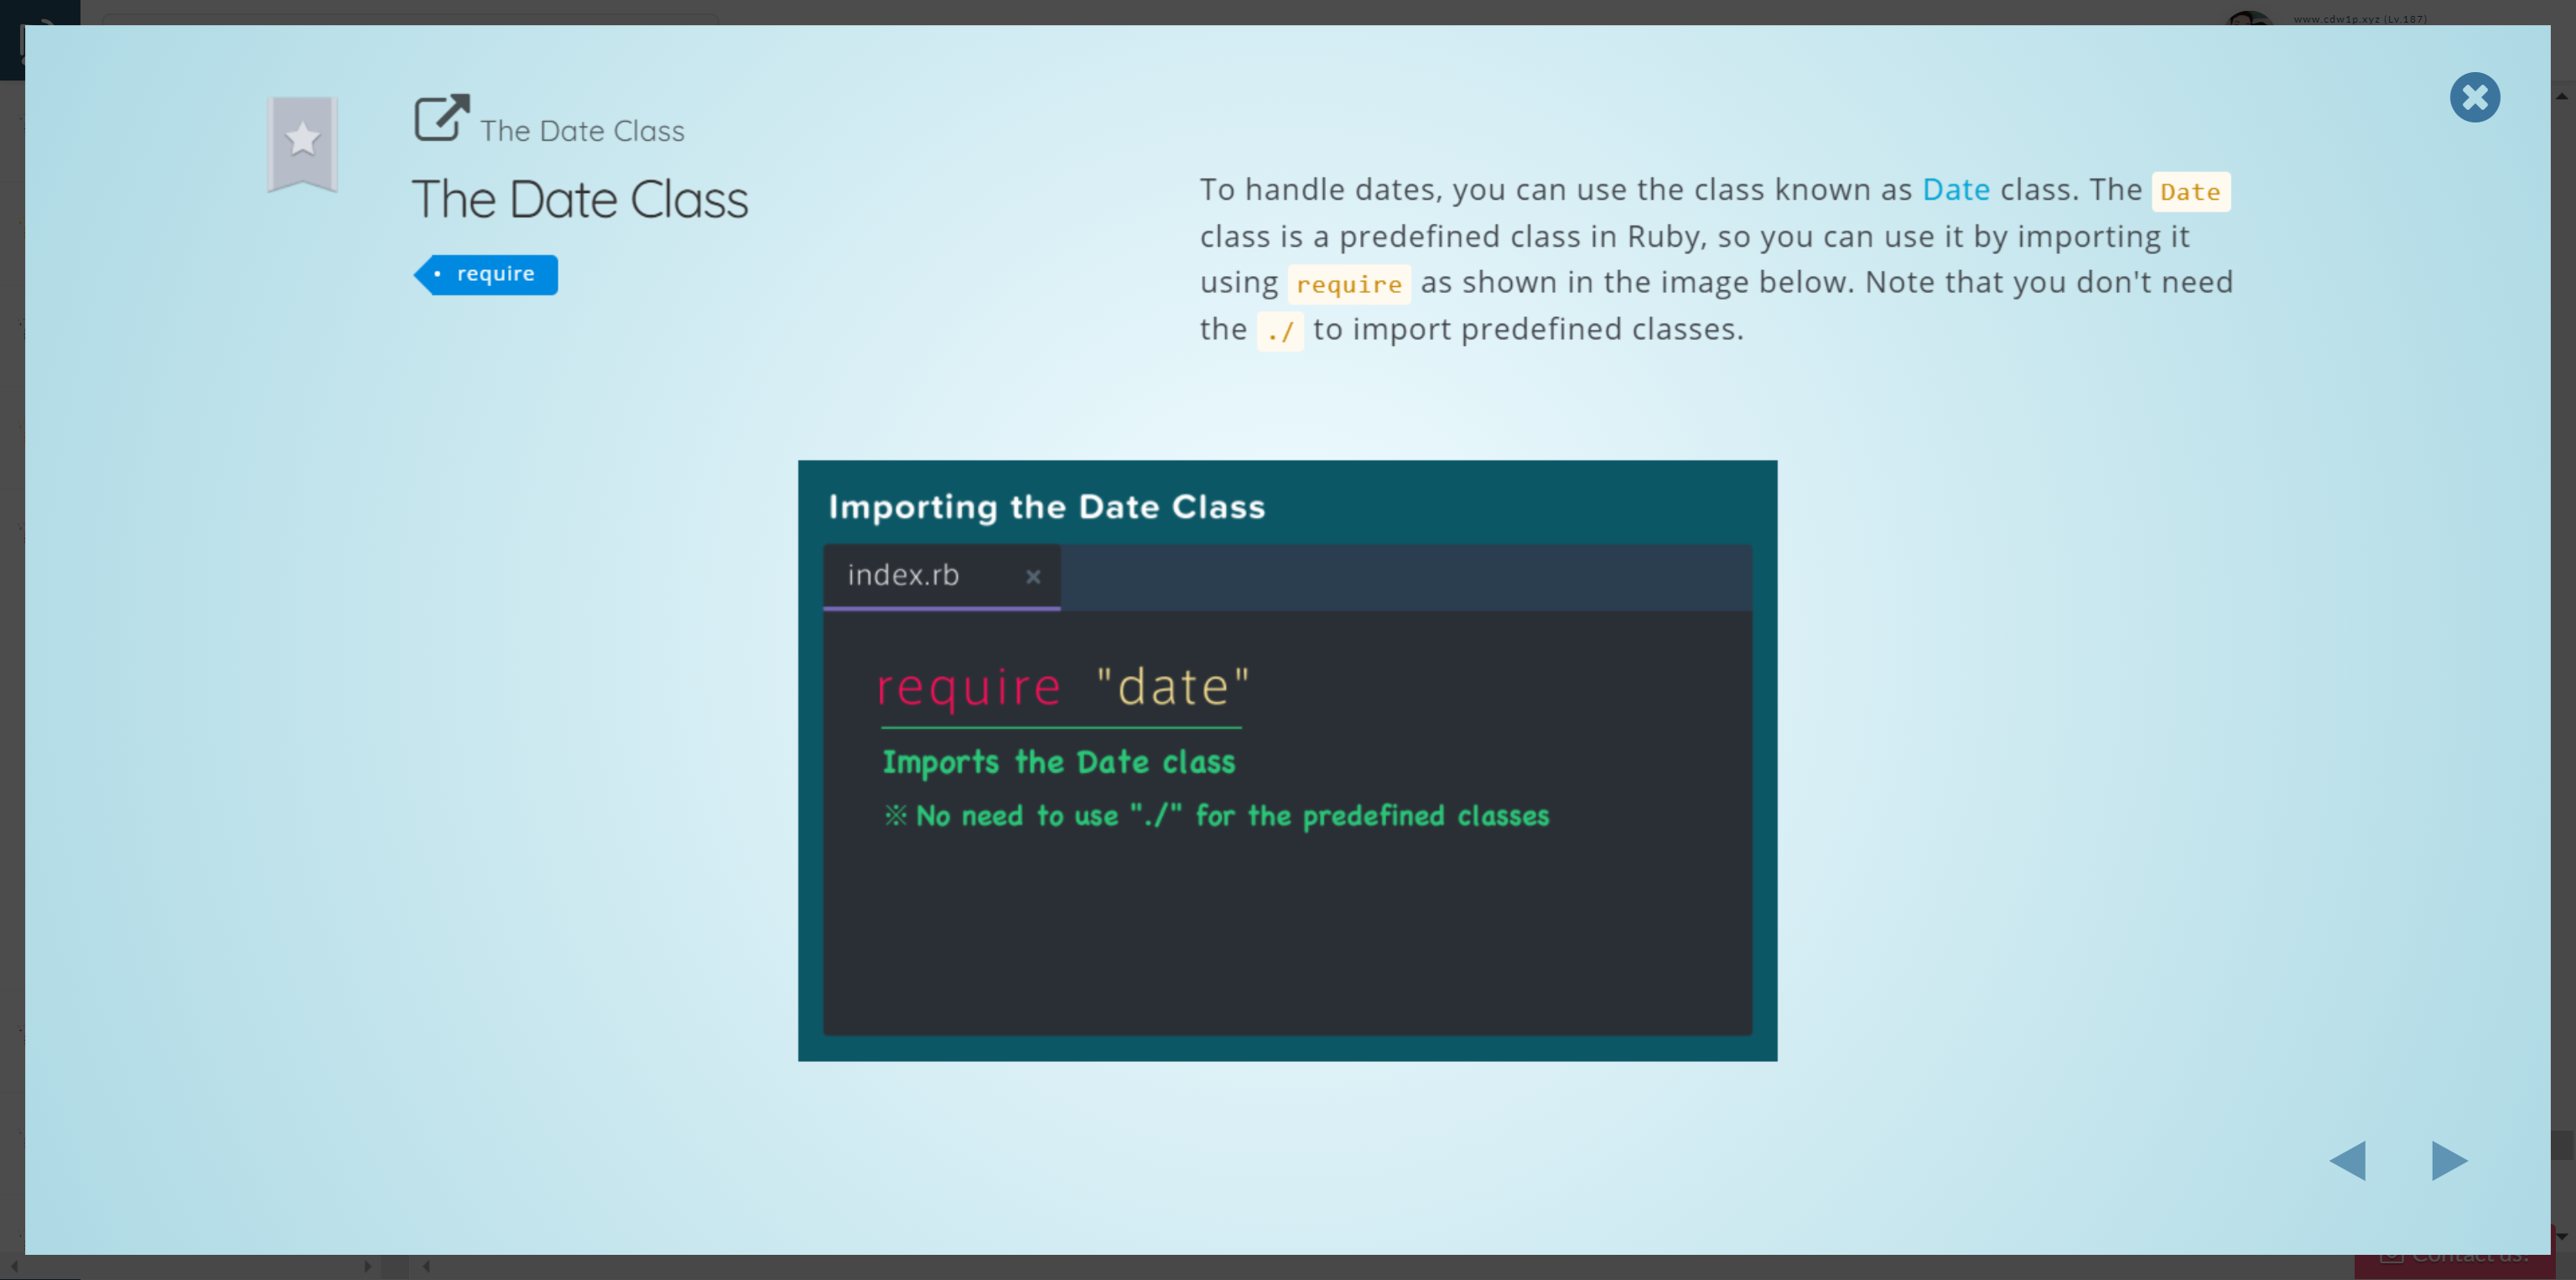 www.cdw1p.xyz (Lv.187)
The Date Class
The Date Class
• require
To handle dates, you can use the class known as Date class. The Date
class is a predefined class in Ruby, so you can use it by importing it
using require as shown in the image below. Note that you don't need
the ./ to import predefined classes.
Importing the Date Class
index.rb ×
require "date"
Imports the Date class
※ No need to use "./" for the predefined classes
Contact us!